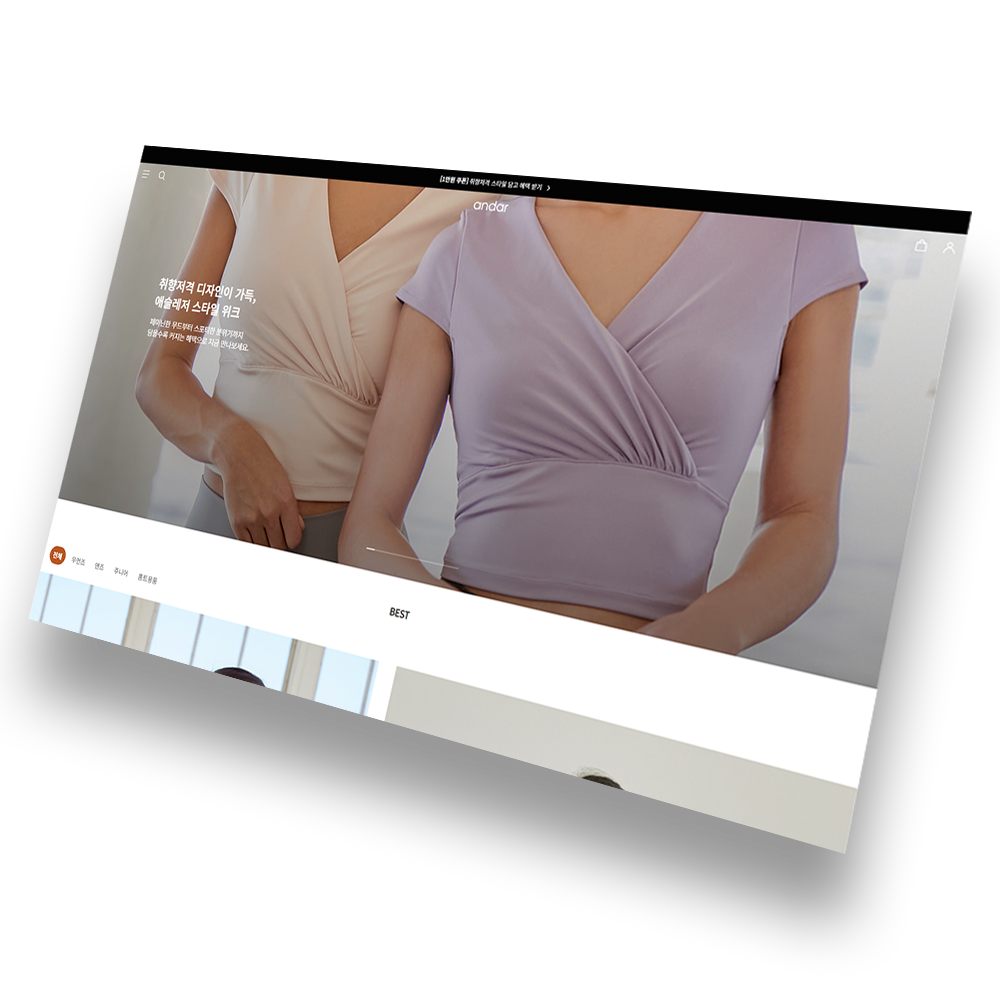 [1만원 쿠폰] 취향저격 스타일 담고 혜택 받기 >
andar
취향저격 디자인이 가득,
애슬레저 스타일 위크
페미닌한 무드부터 스포티한 분위기까지
담을수록 커지는 혜택으로 지금 만나보세요.
전체 우먼즈 맨즈 주니어 홈트용품
BEST